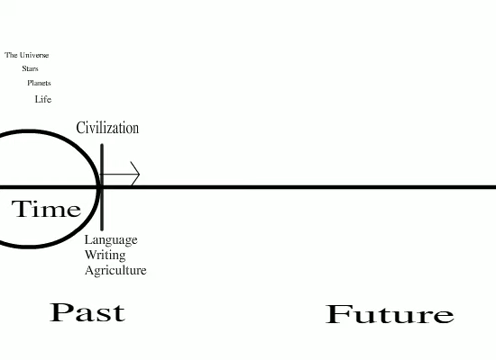 The Universe
Stars
Planets
Life
Civilization
Time
Language
Writing
Agriculture
Past
Future